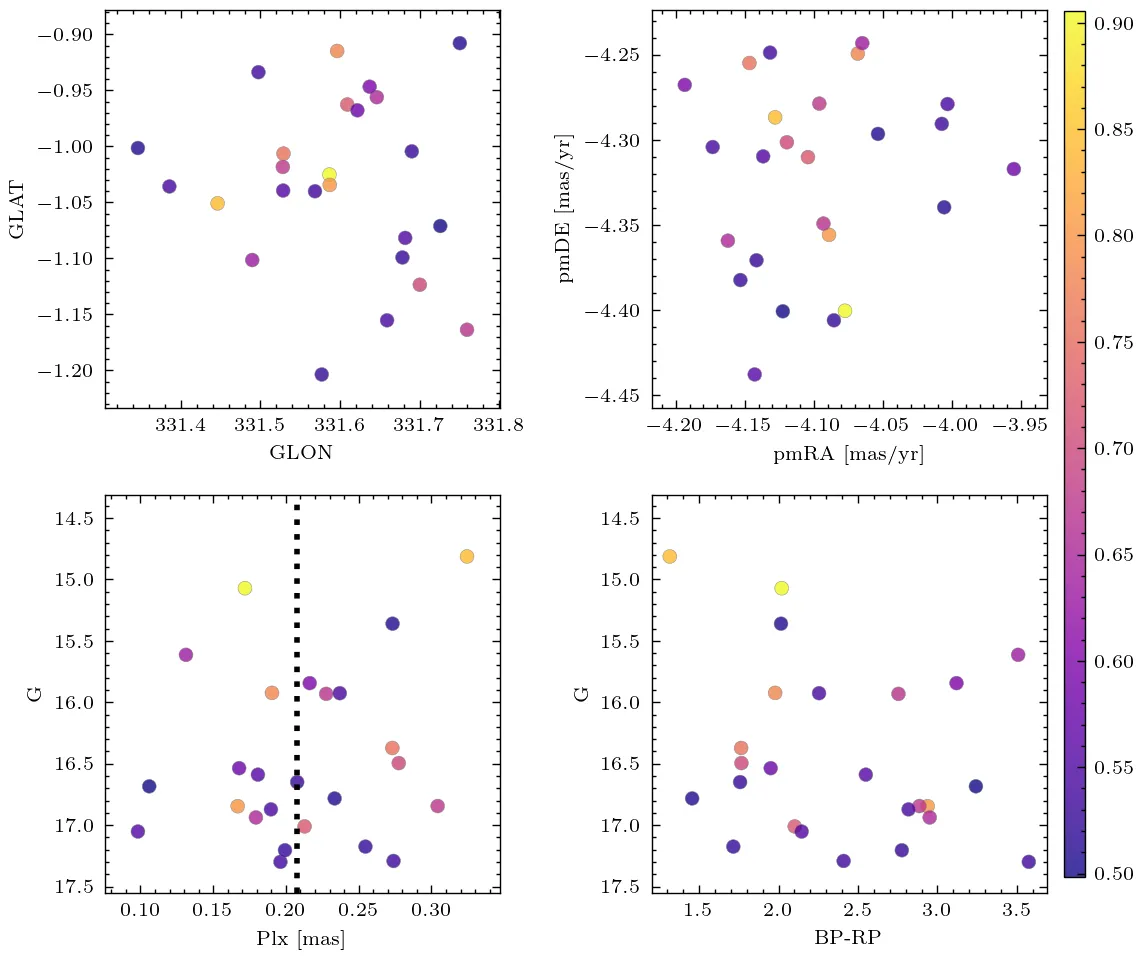 −0.90
−0.95
−1.00
−1.05
−1.10
−1.15
−1.20
GLAT
331.4 331.5 331.6 331.7 331.8
GLON
−4.25
−4.30
−4.35
−4.40
−4.45
pmDE [mas/yr]
−4.20 −4.15 −4.10 −4.05 −4.00 −3.95
pmRA [mas/yr]
14.5
15.0
15.5
16.0
16.5
17.0
17.5
G
0.10 0.15 0.20 0.25 0.30
Plx [mas]
14.5
15.0
15.5
16.0
16.5
17.0
17.5
G
1.5 2.0 2.5 3.0 3.5
BP-RP
0.90
0.85
0.80
0.75
0.70
0.65
0.60
0.55
0.50